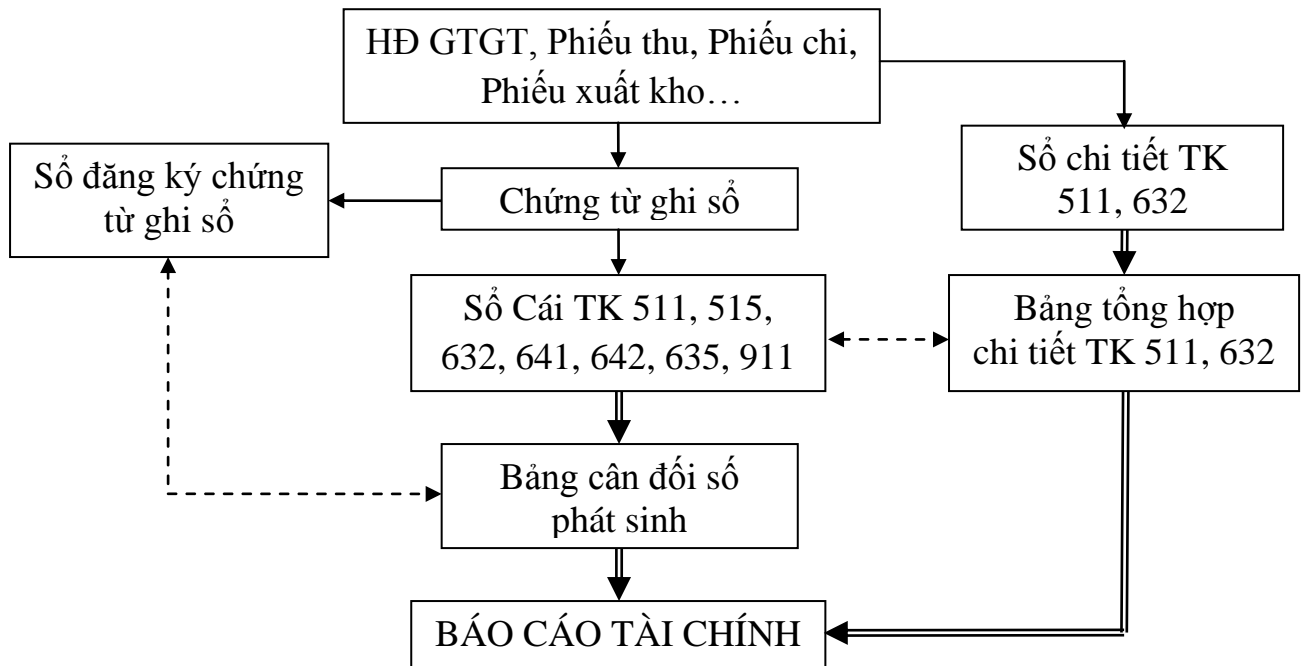 HĐ GTGT, Phiếu thu, Phiếu chi,
Phiếu xuất kho…
Sổ đăng ký chứng
từ ghi sổ
Chứng từ ghi sổ
Sổ chi tiết TK
511, 632
Sổ Cái TK 511, 515,
632, 641, 642, 635, 911
Bảng tổng hợp
chi tiết TK 511, 632
Bảng cân đối số
phát sinh
BÁO CÁO TÀI CHÍNH